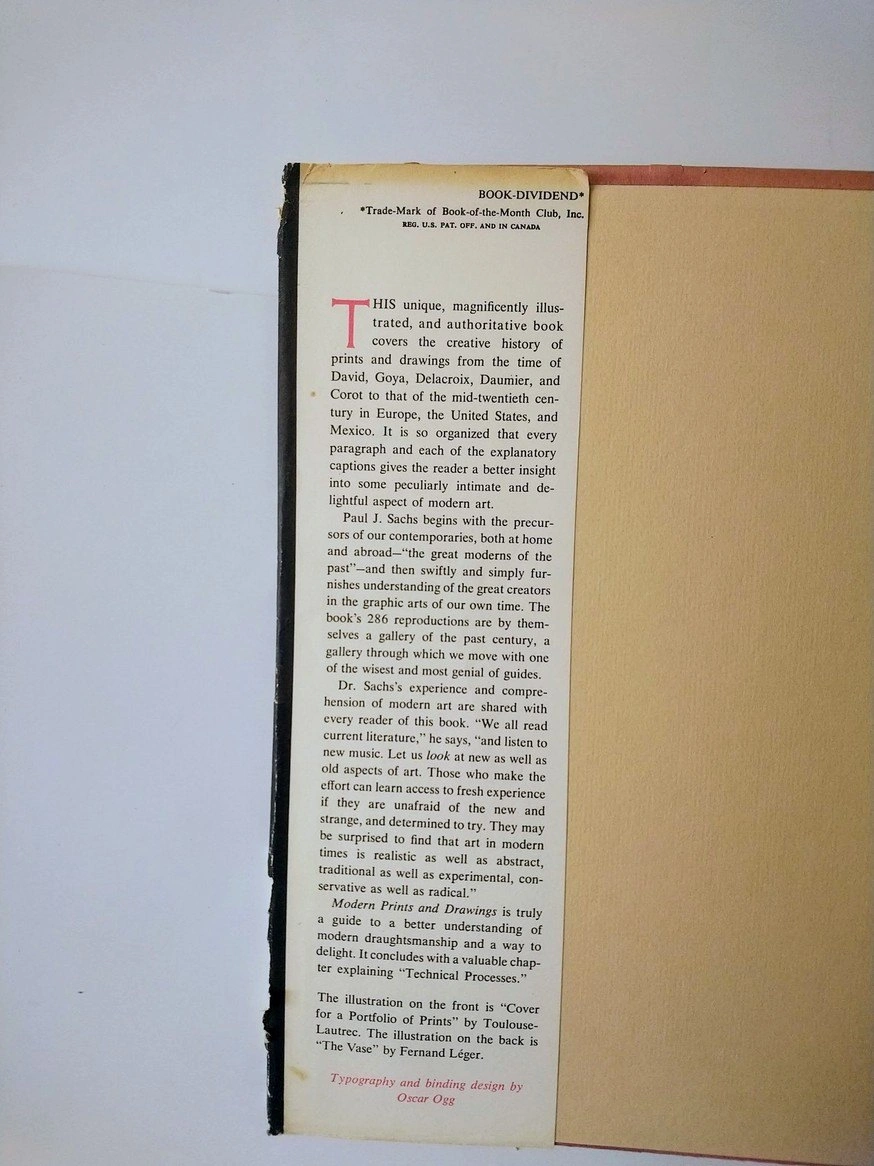 BOOK-DIVIDEND*
*Trade-Mark of Book-of-the-Month Club, Inc.
REG. U.S. PAT. OFF. AND IN CANADA
THIS unique, magnificently illus-
trated, and authoritative book
covers the creative history of
prints and drawings from the time of
David, Goya, Delacroix, Daumier, and
Corot to that of the mid-twentieth cen-
tury in Europe, the United States, and
Mexico. It is so organized that every
paragraph and each of the explanatory
captions gives the reader a better insight
into some peculiarly intimate and de-
lightful aspect of modern art.
Paul J. Sachs begins with the precur-
sors of our contemporaries, both at home
and abroad—“the great moderns of the
past”—and then swiftly and simply fur-
nishes understanding of the great creators
in the graphic arts of our own time. The
book's 286 reproductions are by them-
selves a gallery of the past century, a
gallery through which we move with one
of the wisest and most genial of guides.
Dr. Sachs's experience and compre-
hension of modern art are shared with
every reader of this book. “We all read
current literature,” he says, “and listen to
new music. Let us look at new as well as
old aspects of art. Those who make the
effort can learn access to fresh experience
if they are unafraid of the new and
strange, and determined to try. They may
be surprised to find that art in modern
times is realistic as well as abstract,
traditional as well as experimental, con-
servative as well as radical.”
Modern Prints and Drawings is truly
a guide to a better understanding of
modern draughtsmanship and a way to
delight. It concludes with a valuable chap-
ter explaining “Technical Processes.”
The illustration on the front is “Cover
for a Portfolio of Prints” by Toulouse-
Lautrec. The illustration on the back is
“The Vase” by Fernand Léger.
Typography and binding design by
Oscar Ogg